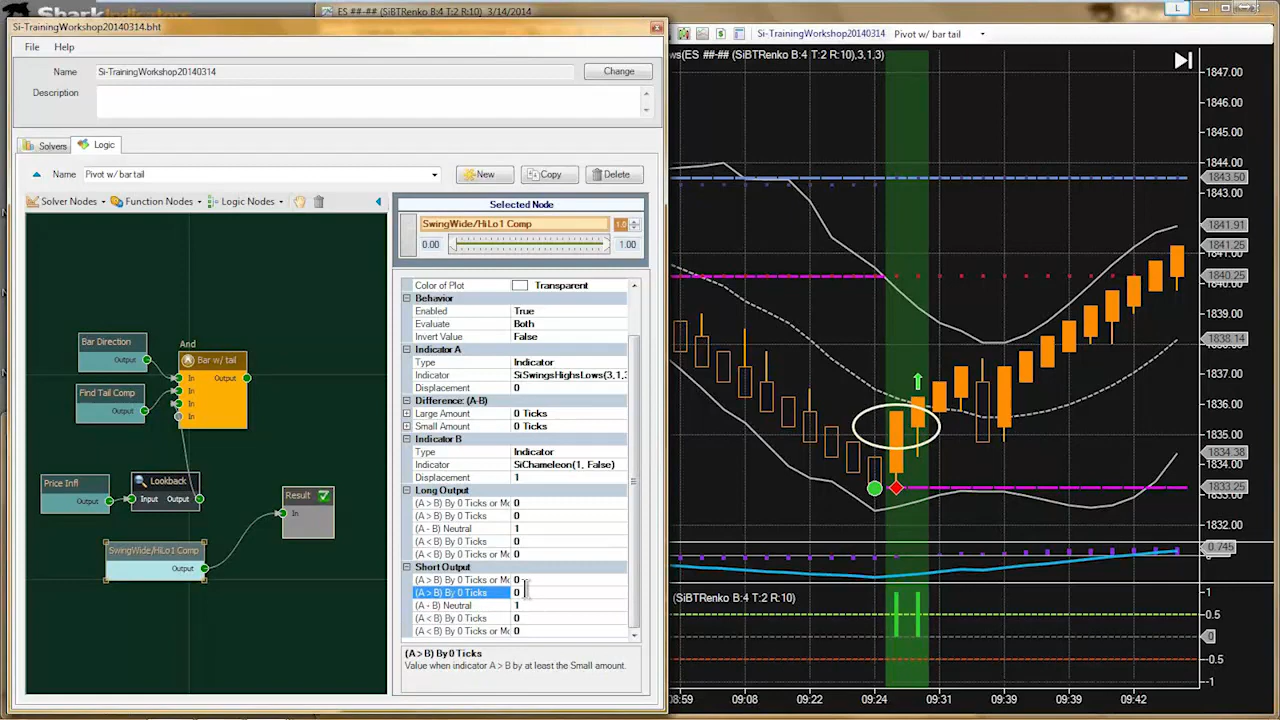 Shark Indicators
ES ##-## (SiBTRenko B:4 T:2 R:10) 3/14/2014
L
Si-TrainingWorkshop20140314.bht
File Help
Name Si-TrainingWorkshop20140314 Change
Description
Solvers Logic
Name Pivot w/ bar tail New Copy Delete
Solver Nodes Function Nodes Logic Nodes
Selected Node
SwingWide/HiLo1 Comp 1.0
0.00 1.00
Color of Plot Transparent
Behavior
Enabled True
Evaluate Both
Invert Value False
Indicator A
Type Indicator
Indicator SiSwingsHighsLows(3,1,3
Displacement 0
Difference: (A-B)
Large Amount 0 Ticks
Small Amount 0 Ticks
Indicator B
Type Indicator
Indicator SiChameleon(1, False)
Displacement 1
Long Output
(A > B) By 0 Ticks or Mo 0
(A > B) By 0 Ticks 0
(A - B) Neutral 1
(A < B) By 0 Ticks 0
(A < B) By 0 Ticks or Mo 0
Short Output
(A > B) By 0 Ticks or Mo 0
(A > B) By 0 Ticks 0
(A - B) Neutral 1
(A < B) By 0 Ticks 0
(A < B) By 0 Ticks or Mo 0
(A > B) By 0 Ticks
Value when indicator A > B by at least the Small amount.
Bar Direction
Output
Find Tail Comp
Output
And
Bar w/ tail
In Output
In
In
In
Price Infl
Output
Lookback
Input Output
SwingWide/HiLo1 Comp
Output
Result
In
Si-TrainingWorkshop20140314 Pivot w/ bar tail
ws(ES ##-## (SiBTRenko B:4 T:2 R:10),3,1,3)
1847.00
1846.00
1845.00
1844.00
1843.50
1843.00
1841.91
1841.25
1841.00
1840.25
1840.00
1839.00
1838.14
1838.00
1837.00
1836.00
1835.00
1834.38
1834.00
1833.25
1832.00
0.745
(SiBTRenko B:4 T:2 R:10)
1
0.5
0
-0.5
-1
8:59 09:08 09:22 09:24 09:31 09:39 09:42